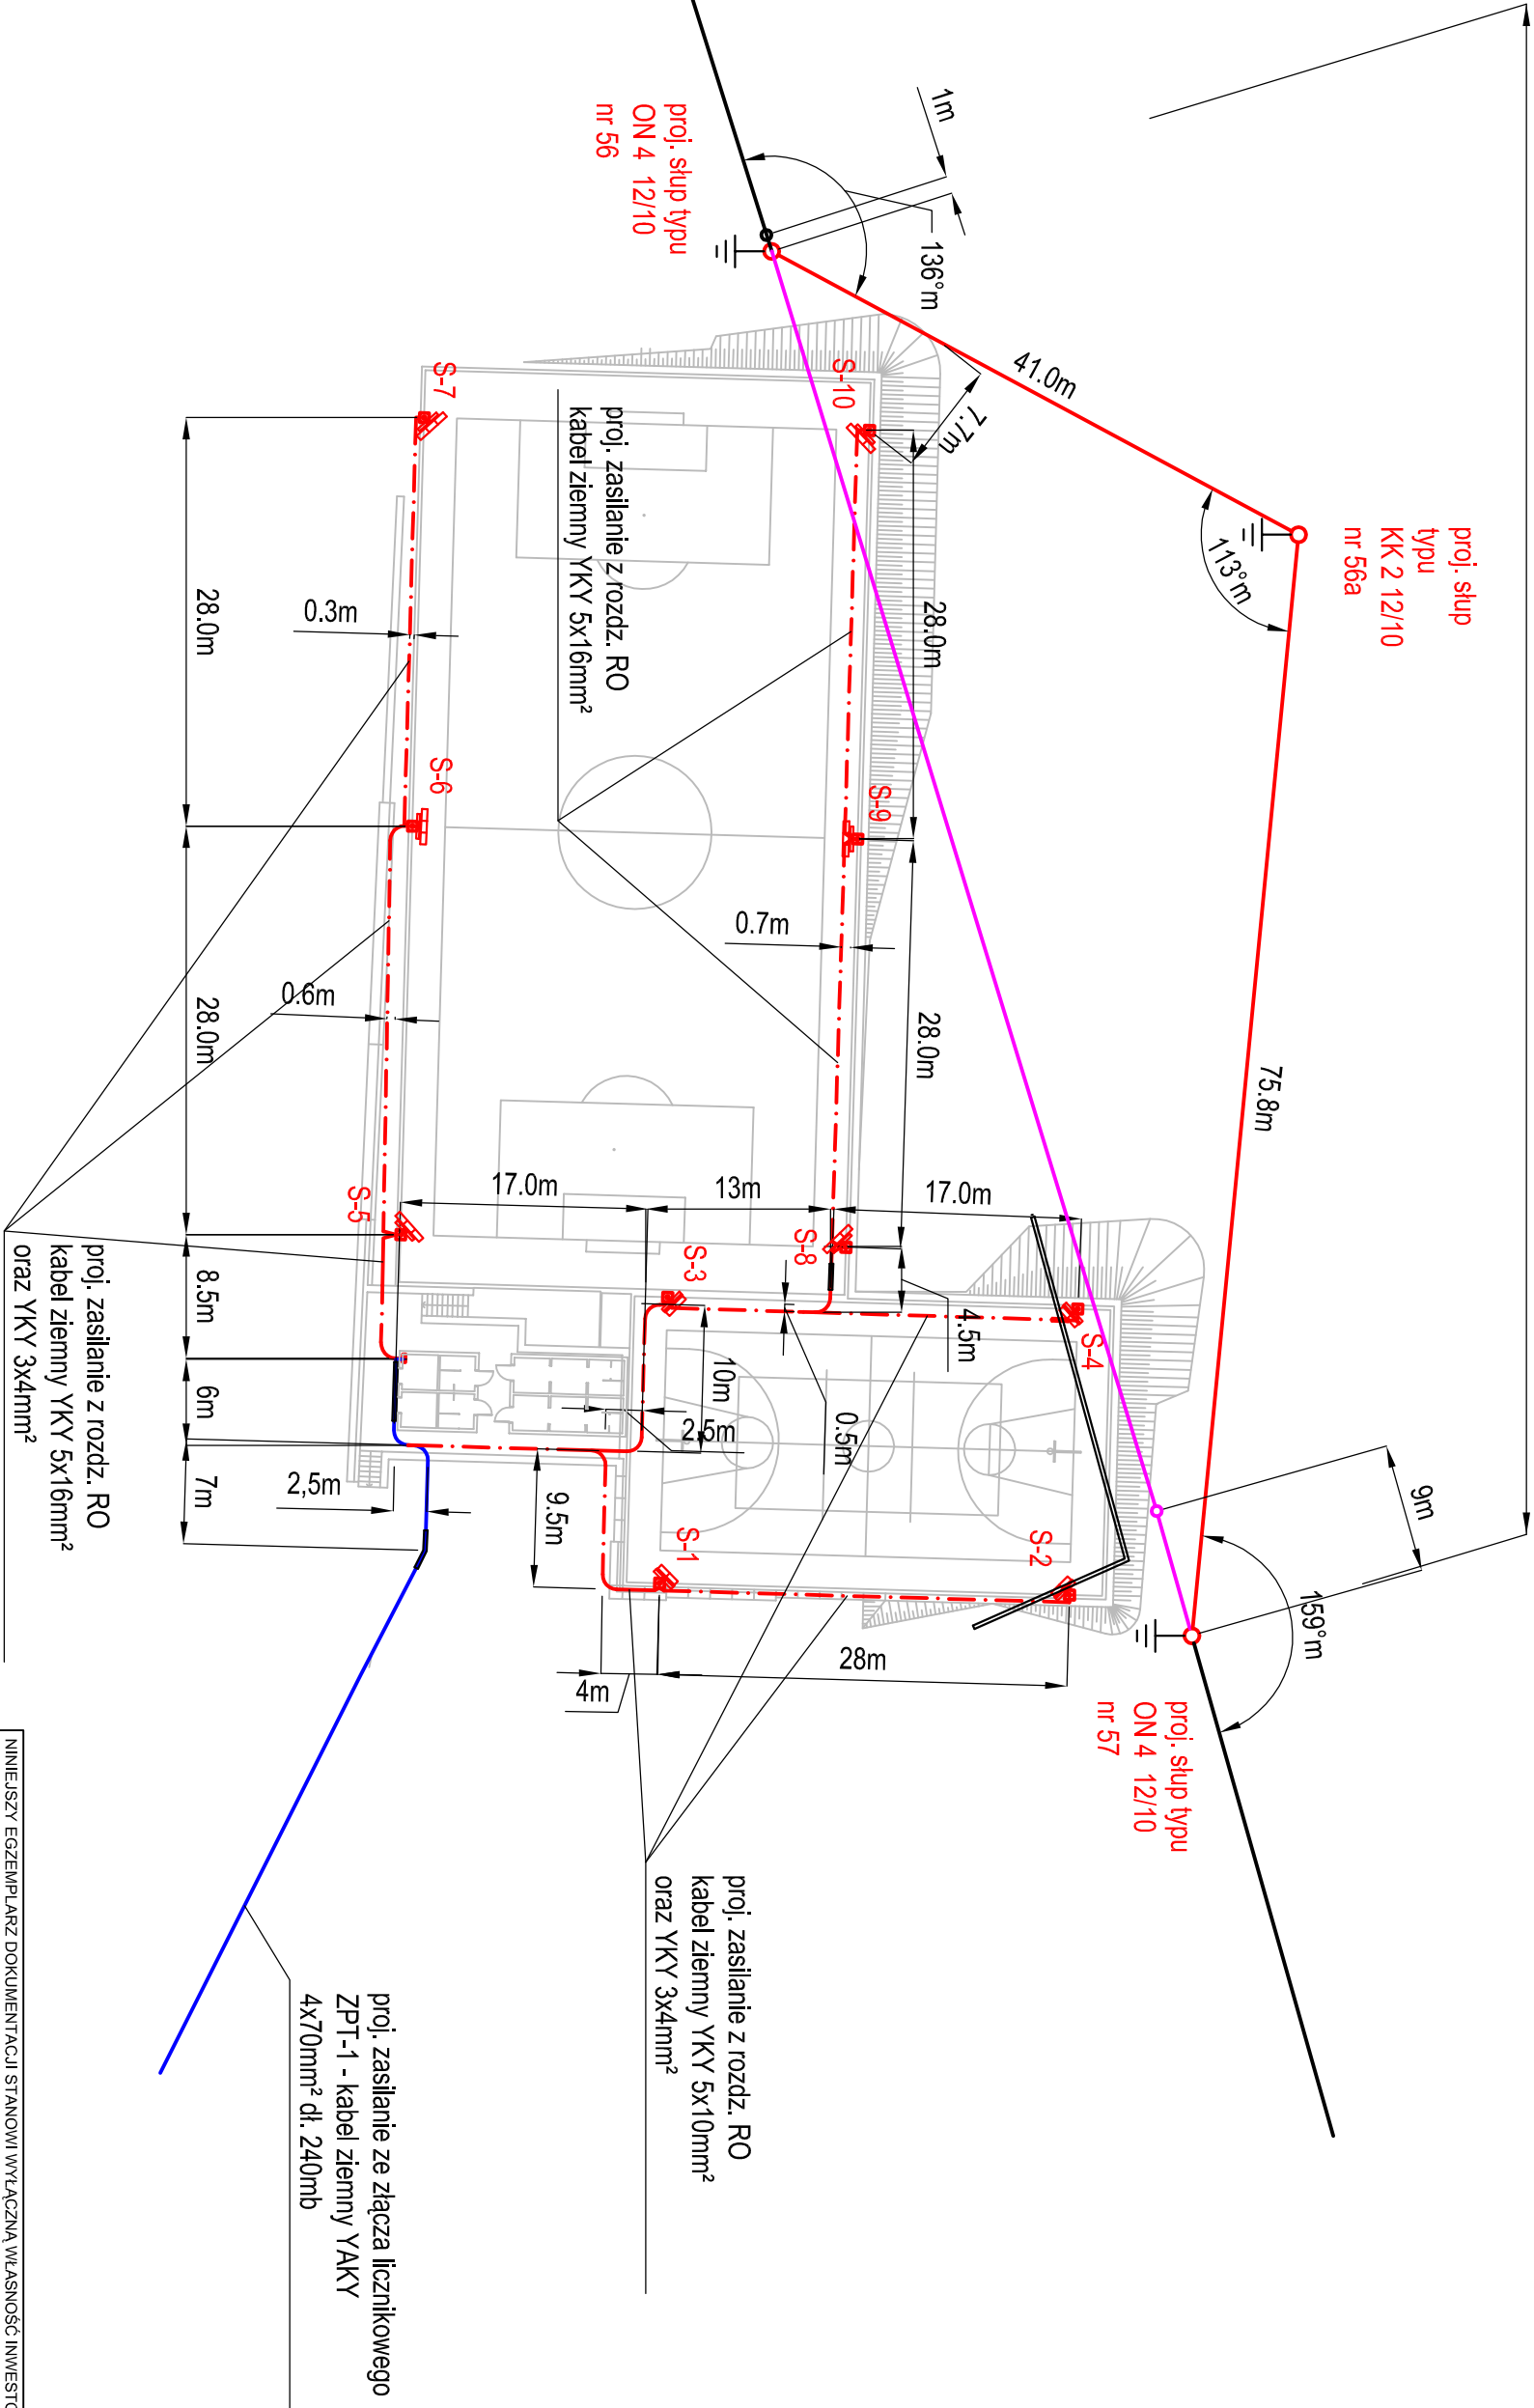 proj. słup
typu
KK 2 12/10
nr 56a
1m
proj. słup typu
ON 4 12/10
nr 56
136°m
41.0m
7.7m
113°m
75.8m
9m
159°m
proj. słup typu
ON 4 12/10
nr 57
S-10
28.0m
S-9
28.0m
S-7
proj. zasilanie z rozdz. RO
kabel ziemny YKY 5x16mm²
0.7m
S-6
0.3m
28.0m
0.6m
28.0m
17.0m
13m
17.0m
S-8
S-3
S-5
S-4
4.5m
0.5m
10m
2.5m
8.5m
6m
7m
2,5m
9.5m
S-1
S-2
28m
4m
proj. zasilanie z rozdz. RO
kabel ziemny YKY 5x16mm²
oraz YKY 3x4mm²
proj. zasilanie z rozdz. RO
kabel ziemny YKY 5x10mm²
oraz YKY 3x4mm²
proj. zasilanie ze złącza licznikowego
ZPT-1 - kabel ziemny YAKY
4x70mm² dł. 240mb
NINIEJSZY EGZEMPLARZ DOKUMENTACJI STANOWI WYŁĄCZNĄ WŁASNOŚĆ